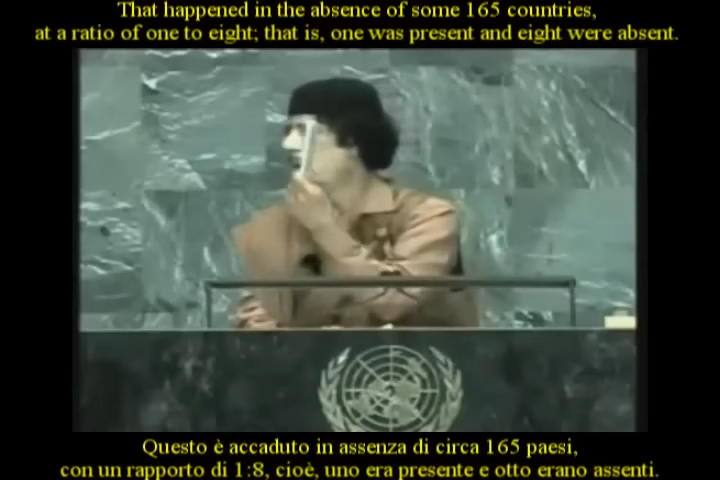 That happened in the absence of some 165 countries,
at a ratio of one to eight; that is, one was present and eight were absent.
Questo è accaduto in assenza di circa 165 paesi,
con un rapporto di 1:8, cioè, uno era presente e otto erano assenti.